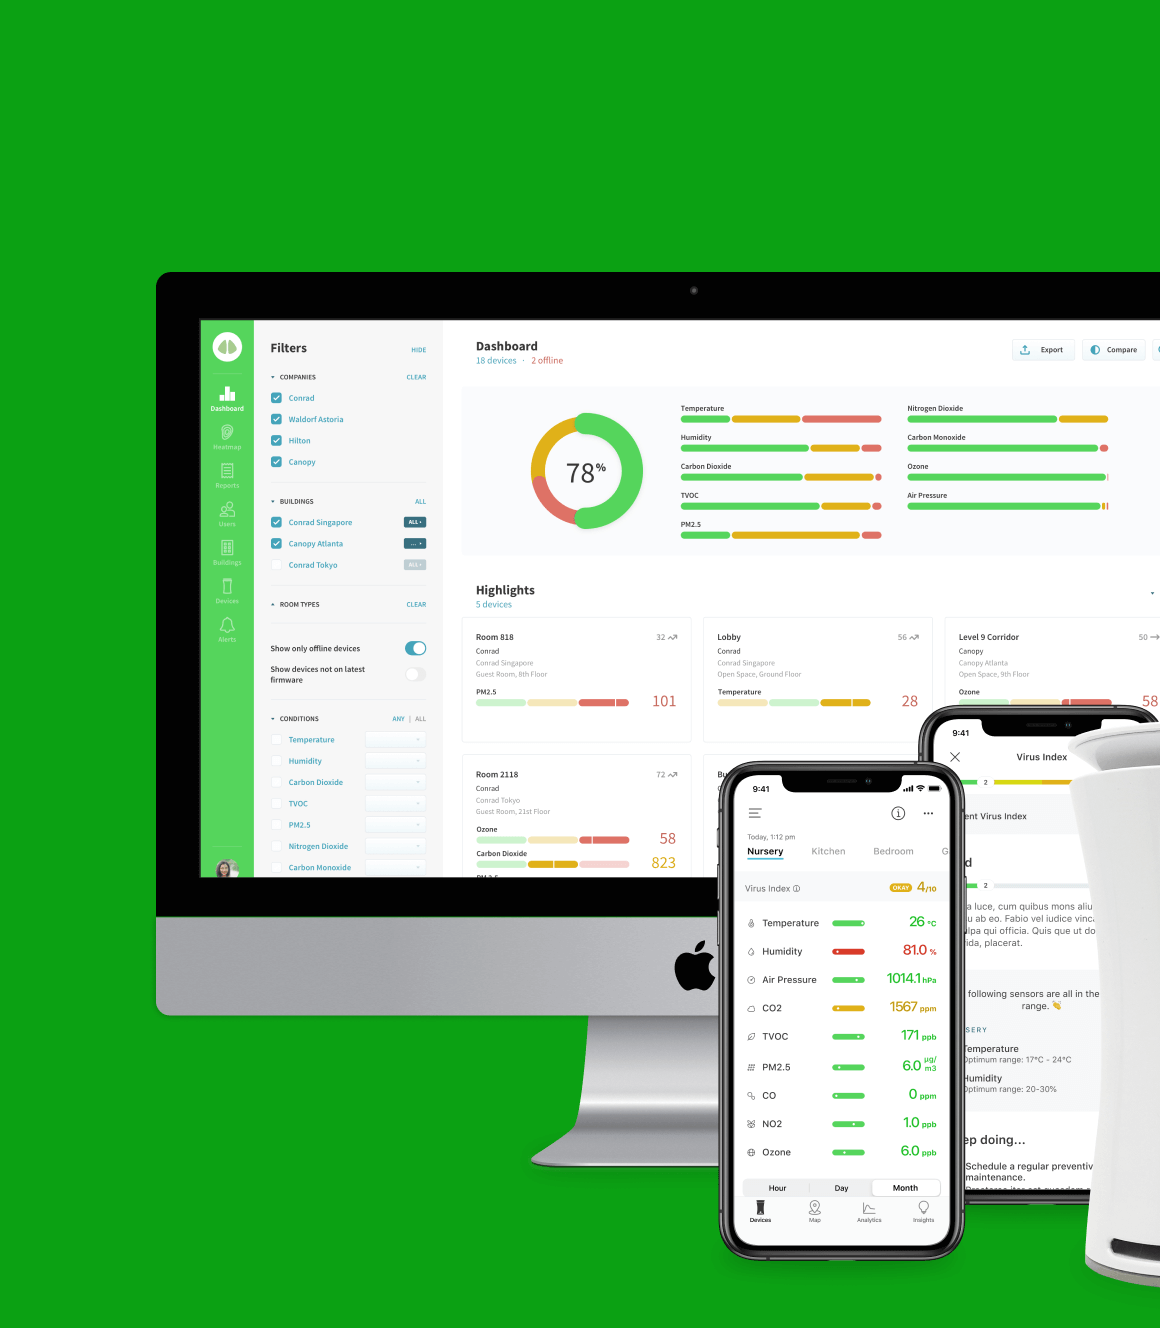 Filters
HIDE
COMPANIES
CLEAR
Conrad
Waldorf Astoria
Hilton
Canopy
BUILDINGS
ALL
Conrad Singapore
ALL
Canopy Atlanta
...
Conrad Tokyo
ALL
ROOM TYPES
CLEAR
Show only offline devices
Show devices not on latest
firmware
CONDITIONS
ANY | ALL
Temperature
Humidity
Carbon Dioxide
TVOC
PM2.5
Nitrogen Dioxide
Carbon Monoxide
Dashboard
Heatmap
Reports
Users
Buildings
Devices
Alerts
Dashboard
18 devices · 2 offline
Export
Compare
78%
Temperature
Humidity
Carbon Dioxide
TVOC
PM2.5
Nitrogen Dioxide
Carbon Monoxide
Ozone
Air Pressure
Highlights
5 devices
Room 818
32
Conrad
Conrad Singapore
Guest Room, 8th Floor
PM2.5
101
Lobby
56
Conrad
Conrad Singapore
Open Space, Ground Floor
Temperature
28
Level 9 Corridor
50
Canopy
Canopy Atlanta
Open Space, 9th Floor
Ozone
58
Room 2118
72
Conrad
Conrad Tokyo
Guest Room, 21st Floor
Ozone
58
Carbon Dioxide
823
PM2.5
Bu
9:41
Today, 1:12 pm
Nursery
Kitchen
Bedroom
G
Virus Index
OKAY 4/10
Temperature
26 °C
Humidity
81.0 %
Air Pressure
1014.1 hPa
CO2
1567 ppm
TVOC
171 ppb
PM2.5
6.0 µg/
m3
CO
0 ppm
NO2
1.0 ppb
Ozone
6.0 ppb
Hour
Day
Month
Devices
Map
Analytics
Insights
9:41
Virus Index
2
ent Virus Index
d
2
a luce, cum quibus mons aliu
u ab eo. Fabio vel iudice vinc
lpa qui officia. Quis que ut do
rida, placerat.
following sensors are all in the
range. 👏
SERY
Temperature
Optimum range: 17°C - 24°C
Humidity
Optimum range: 20-30%
ep doing...
Schedule a regular preventiv
maintenance.